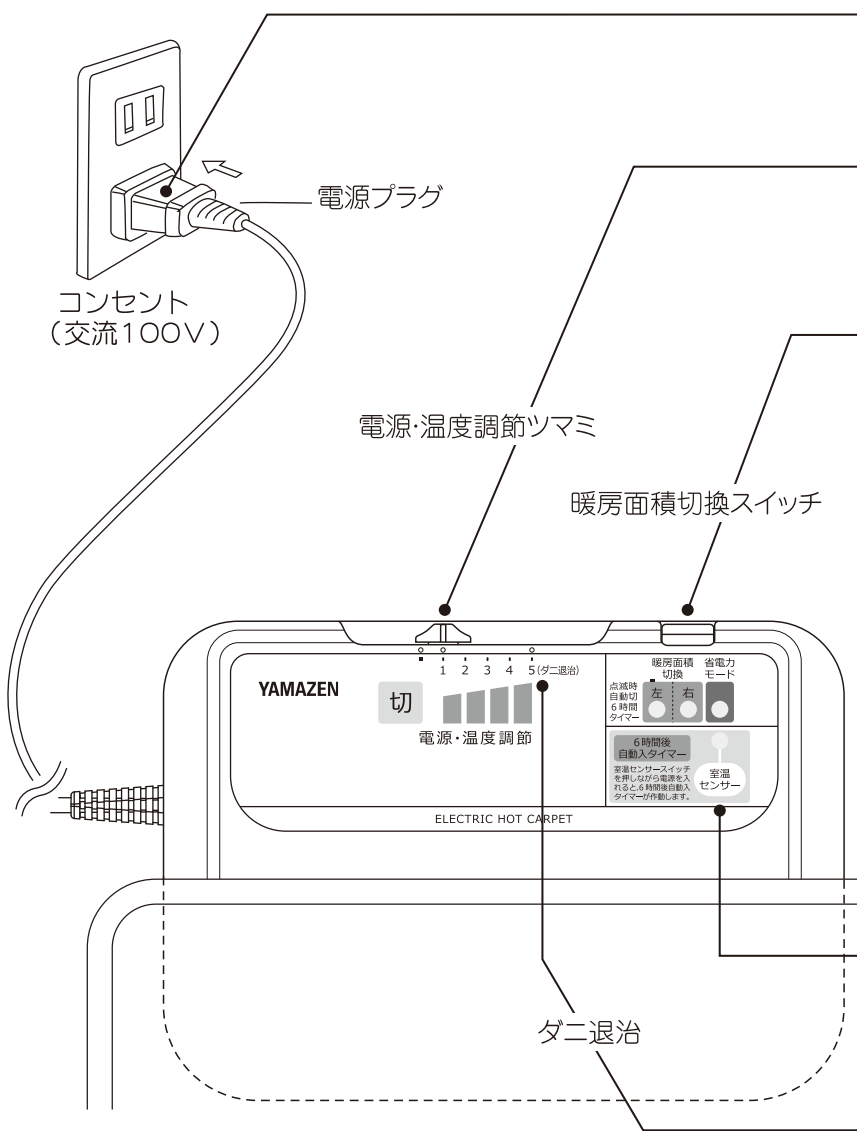 電源プラグ
コンセント
(交流100V)
電源・温度調節ツマミ
暖房面積切換スイッチ
YAMAZEN
切
1 2 3 4 5(ダニ退治)
電源・温度調節
暖房面積
切換
省電力
モード
点滅時
自動切
6時間
タイマー
左
右
6時間後
自動入タイマー
室温センサースイッチ
を押しながら電源を入
れると、6時間後自動入
タイマーが作動します。
室温
センサー
ELECTRIC HOT CARPET
ダニ退治